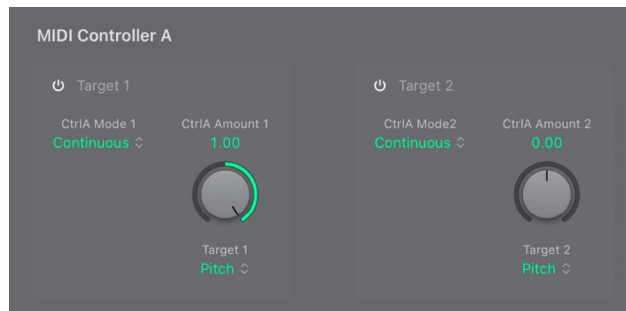 MIDI Controller A
Target 1
CtrlA Mode 1
Continuous
CtrlA Amount 1
1.00
Target 1
Pitch
Target 2
CtrlA Mode2
Continuous
CtrlA Amount 2
0.00
Target 2
Pitch